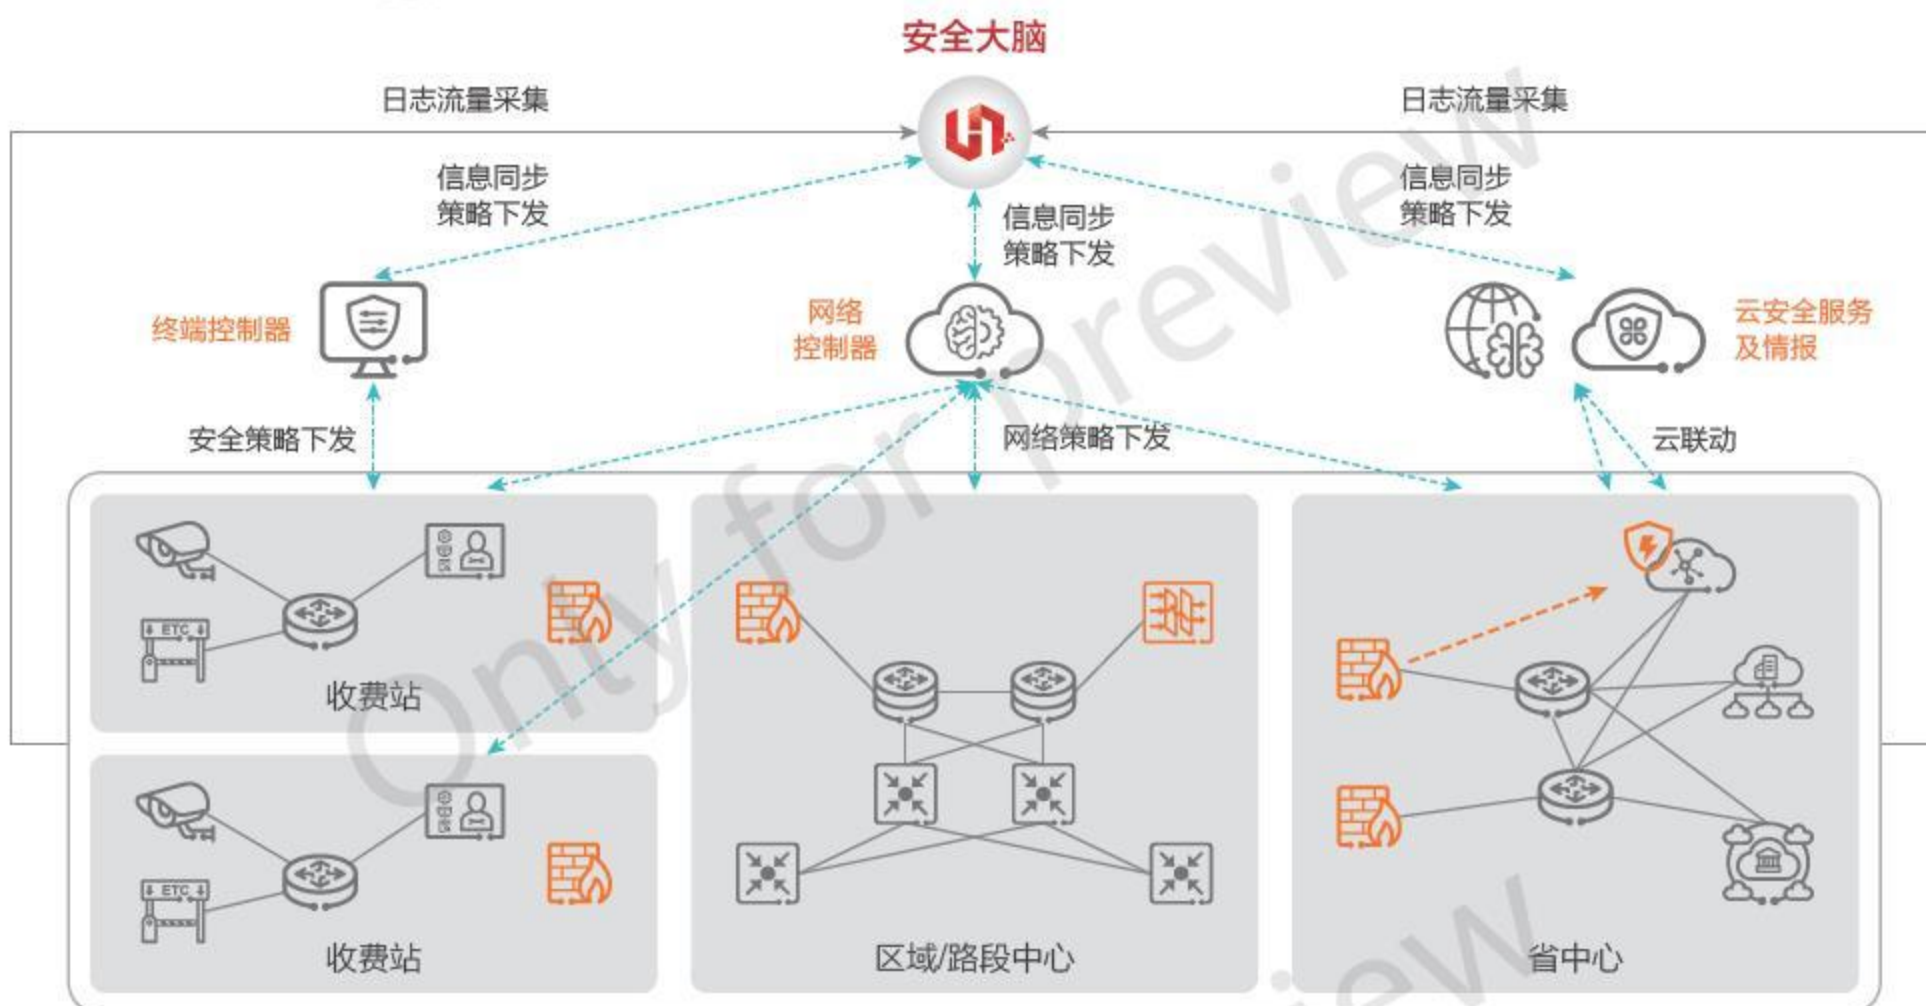 安全大脑
日志流量采集
日志流量采集
信息同步
策略下发
信息同步
策略下发
信息同步
策略下发
终端控制器
网络
控制器
云安全服务
及情报
安全策略下发
网络策略下发
云联动
ETC
收费站
ETC
收费站
区域/路段中心
省中心
Only for preview
view